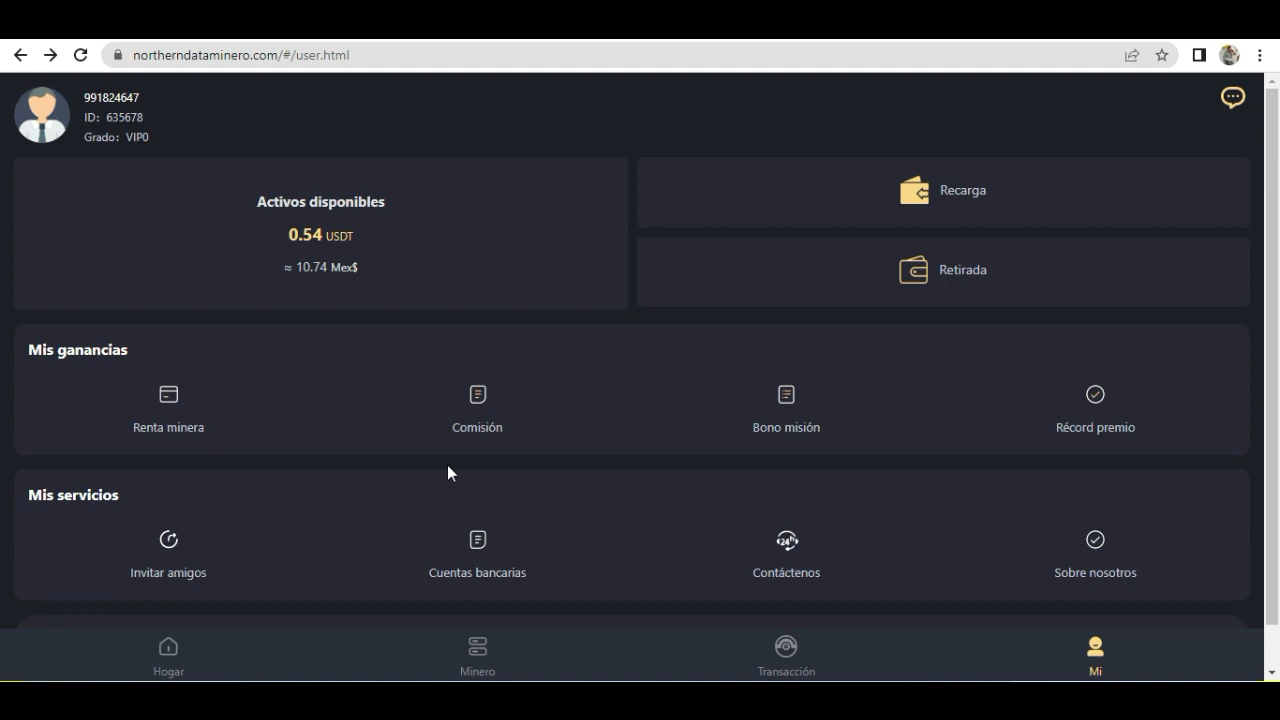 northerndataminero.com/#/user.html
991824647
ID: 635678
Grado: VIP0
Activos disponibles
0.54 USDT
≈ 10.74 Mex$
Recarga
Retirada
Mis ganancias
Renta minera
Comisión
Bono misión
Récord premio
Mis servicios
24h
Invitar amigos
Cuentas bancarias
Contáctenos
Sobre nosotros
Hogar
Minero
Transacción
Mi